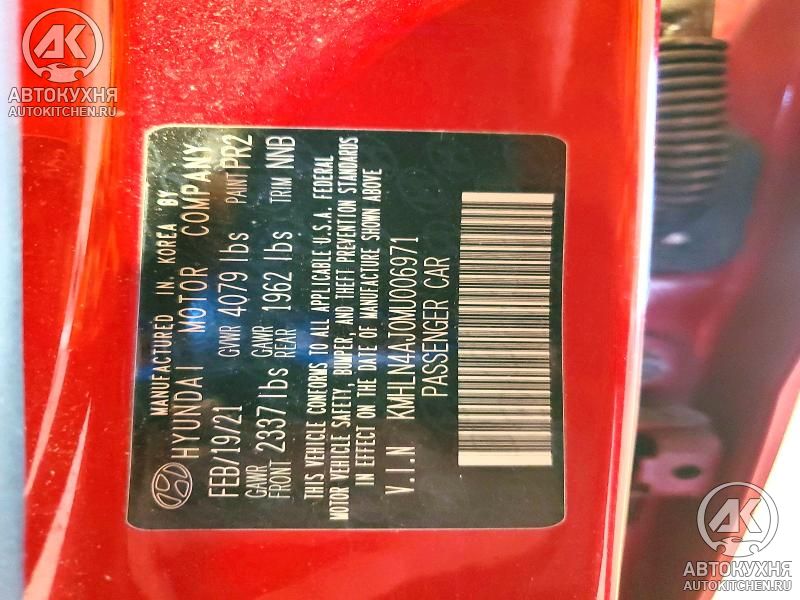 АВТОКУХНЯ
AUTOKITCHEN.RU
MANUFACTURED IN KOREA BY
HYUNDAI MOTOR COMPANY
FEB/19/21 GVWR 4079 lbs PAINT PR2
GAWR FRONT 2337 lbs GAWR REAR 1962 lbs TRIM NNB
THIS VEHICLE CONFORMS TO ALL APPLICABLE U.S.A. FEDERAL
MOTOR VEHICLE SAFETY, BUMPER, AND THEFT PREVENTION STANDARDS
IN EFFECT ON THE DATE OF MANUFACTURE SHOWN ABOVE
V.I.N KMHLN4AJ0MU006971
PASSENGER CAR
АВТОКУХНЯ
AUTOKITCHEN.RU